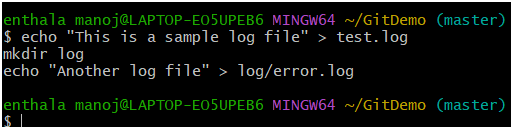 enthala manoj@LAPTOP-EO5UPEB6 MINGW64 ~/GitDemo (master)
$ echo "This is a sample log file" > test.log
mkdir log
echo "Another log file" > log/error.log
enthala manoj@LAPTOP-EO5UPEB6 MINGW64 ~/GitDemo (master)
$